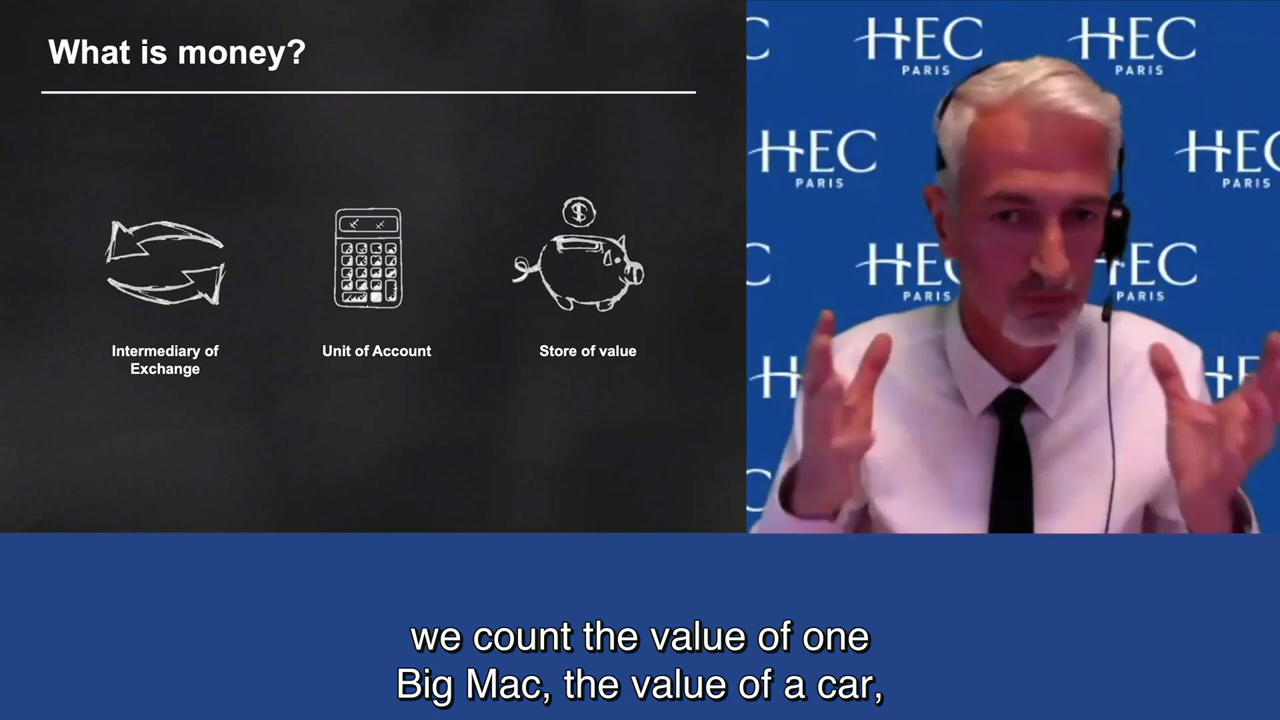 What is money?
Intermediary of
Exchange
Unit of Account
Store of value
$
HEC
PARIS
HEC
PARIS
HEC
PARIS
HEC
PARIS
HEC
PARIS
HEC
PARIS
we count the value of one
Big Mac, the value of a car,